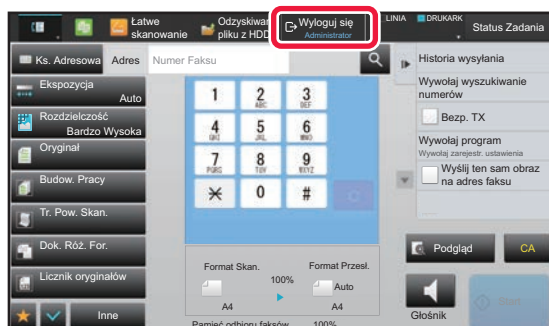 Łatwe
skanowanie
Odzyskiwan
pliku z HDD
Wyloguj się
Administrator
LINIA
DRUKARK
Status Zadania
Ks. Adresowa
Adres
Numer Faksu
Ekspozycja
Auto
Rozdzielczość
Bardzo Wysoka
Oryginał
Budow. Pracy
Tr. Pow. Skan.
Dok. Róż. For.
Licznik oryginałów
Inne
1
2
ABC
3
DEF
4
GHI
5
JKL
6
MNO
7
PQRS
8
TUV
9
WXYZ
0
#
Format Skan.
100%
Format Przesł.
Auto
A4
A4
Pamięć odbioru faksów
100%
Historia wysyłania
Wywołaj wyszukiwanie
numerów
Bezp. TX
Wywołaj program
Wywołaj zarejestr. ustawienia
Wyślij ten sam obraz
na adres faksu
Podgląd
CA
Głośnik
Start